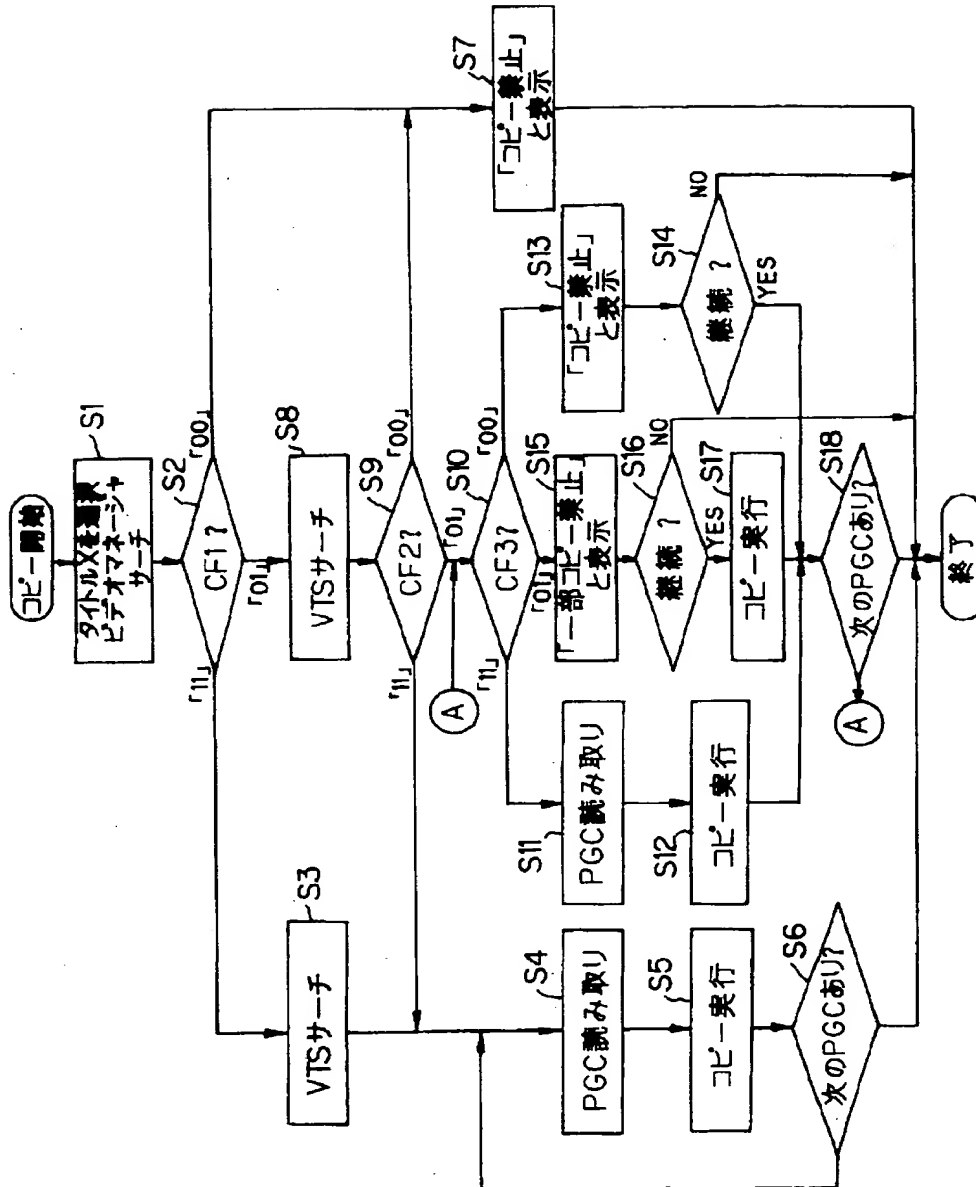 コピー開始
タイトルXを選択
ビデオマネージャ
サーチ
S1
CF1?
S2
「11」
「01」
「00」
VTSサーチ
S3
VTSサーチ
S8
CF2?
S9
「11」
「01」
「00」
A
CF3?
S10
「11」
「01」
「00」
「コピー禁止」
と表示
S7
PGC読み取り
S4
コピー実行
S5
次のPGCあり?
S6
PGC読み取り
S11
コピー実行
S12
「一部コピー禁止」
と表示
S15
継続?
S16
NO
YES
コピー実行
S17
「コピー禁止」
と表示
S13
継続?
S14
NO
YES
次のPGCあり?
S18
A
終了